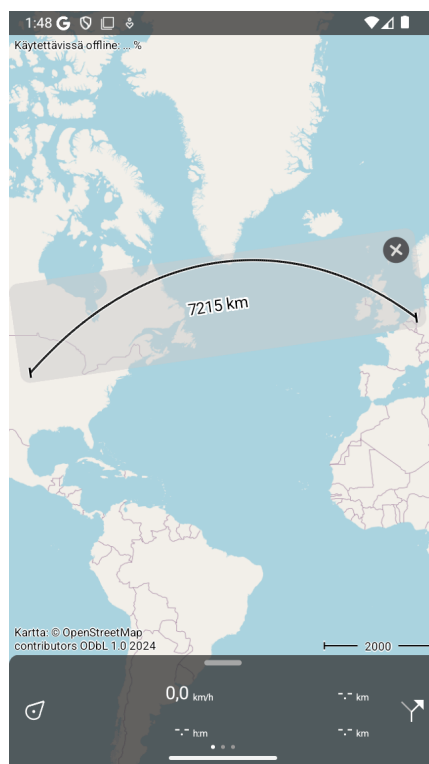 1:48
Käytettävissä offline: ... %
7215 km
Kartta: © OpenStreetMap
contributors ODbL 1.0 2024
2000
0,0 km/h
-.- km
-:- h:m
-.- km